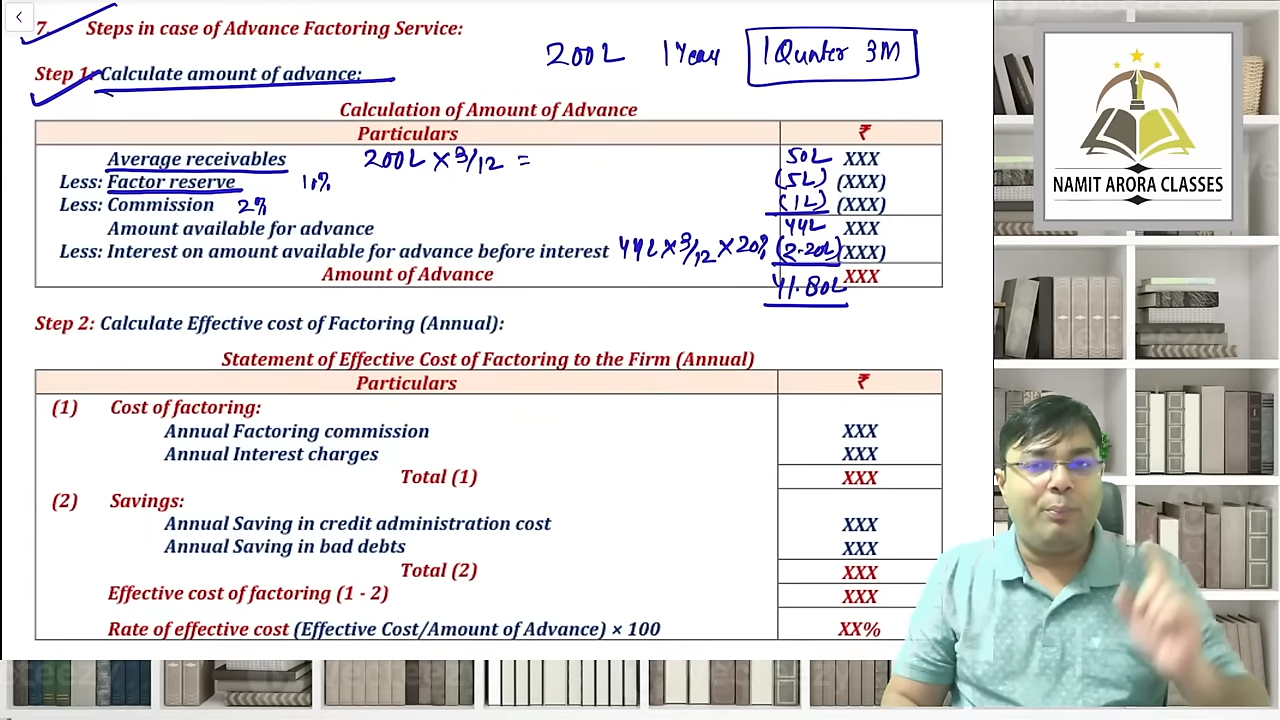 7. Steps in case of Advance Factoring Service:
200L 1 Year 1 Quater 3M
Step 1: Calculate amount of advance:
Calculation of Amount of Advance
Particulars ₹
Average receivables 200L × 3/12 = 50L XXX
Less: Factor reserve 10% (5L) (XXX)
Less: Commission 2% (1L) (XXX)
Amount available for advance 44L XXX
Less: Interest on amount available for advance before interest 44L × 3/12 × 20% (2.20L) XXX)
Amount of Advance 41.80L XXX
Step 2: Calculate Effective cost of Factoring (Annual):
Statement of Effective Cost of Factoring to the Firm (Annual)
Particulars ₹
(1) Cost of factoring:
Annual Factoring commission XXX
Annual Interest charges XXX
Total (1) XXX
(2) Savings:
Annual Saving in credit administration cost XXX
Annual Saving in bad debts XXX
Total (2) XXX
Effective cost of factoring (1 - 2) XXX
Rate of effective cost (Effective Cost/Amount of Advance) × 100 XX%
NAMIT ARORA CLASSES